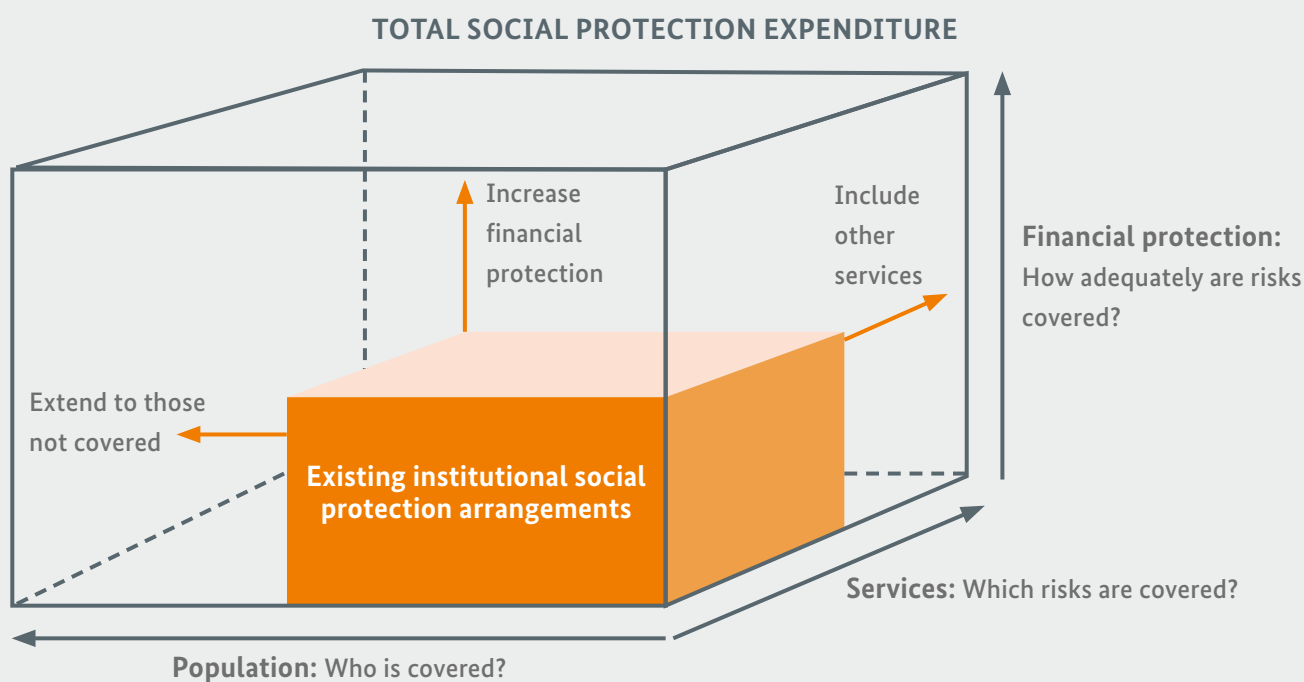 TOTAL SOCIAL PROTECTION EXPENDITURE
Increase
financial
protection
Include
other
services
Financial protection:
How adequately are risks
covered?
Extend to those
not covered
Existing institutional social
protection arrangements
Services: Which risks are covered?
Population: Who is covered?